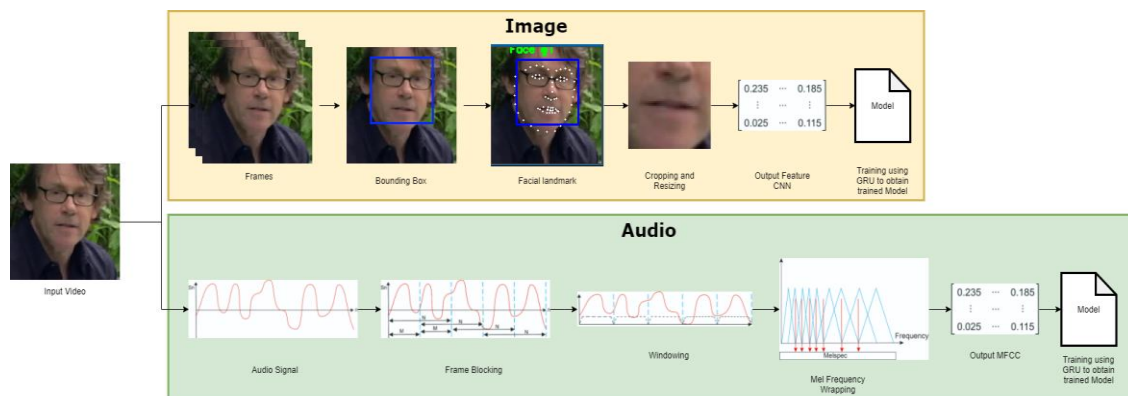 Image
Face
0.235 ··· 0.185
⋮ ⋮
0.025 ··· 0.115
Model
Frames
Bounding Box
Facial landmark
Cropping and
Resizing
Output Feature
CNN
Training using
GRU to obtain
trained Model
Input Video
Audio
N
N
N
N
M
M
Frequency
Melspec
0.235 ··· 0.185
⋮ ⋮
0.025 ··· 0.115
Model
Audio Signal
Frame Blocking
Windowing
Mel Frequency
Wrapping
Output MFCC
Training using
GRU to obtain
trained Model